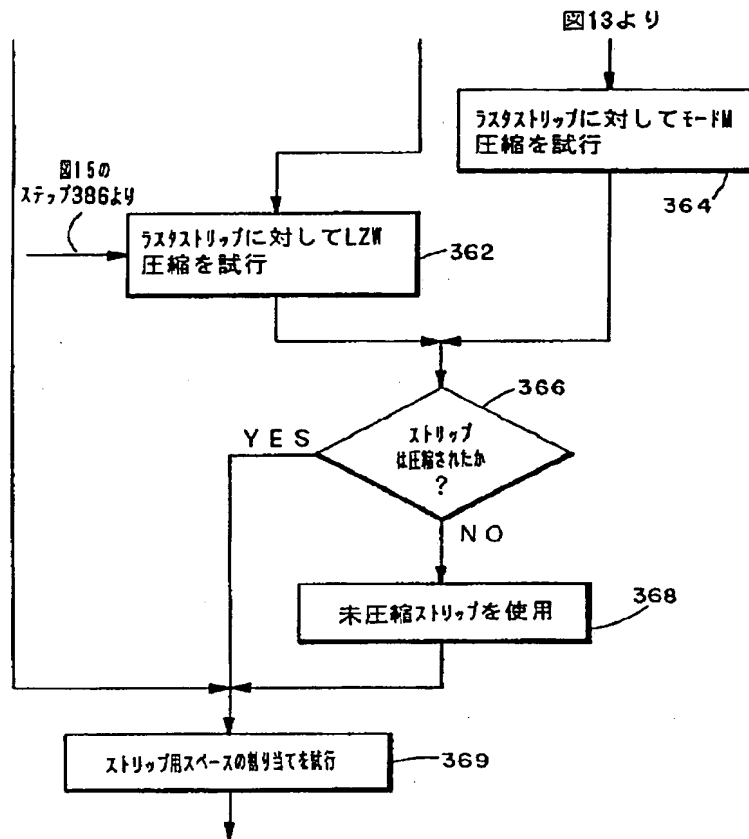 図13より
ラスタストリップに対してモードM
圧縮を試行
364
図15の
ステップ386より
ラスタストリップに対してLZW
圧縮を試行
362
366
ストリップ
は圧縮されたか
?
YES
NO
未圧縮ストリップを使用
368
ストリップ用スペースの割り当てを試行
369